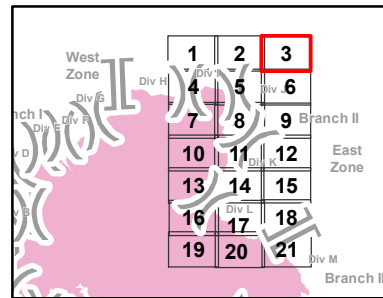 1 2 3
West
Zone
Div H
Div I
Div J
4 5 6
Div G
7 8 9
Branch II
nch I
Div F
Div E
Div D
10 11 12
Div K
East
Zone
13 14 15
Div B
Div L
16 17 18
19 20 21
Div M
Branch II